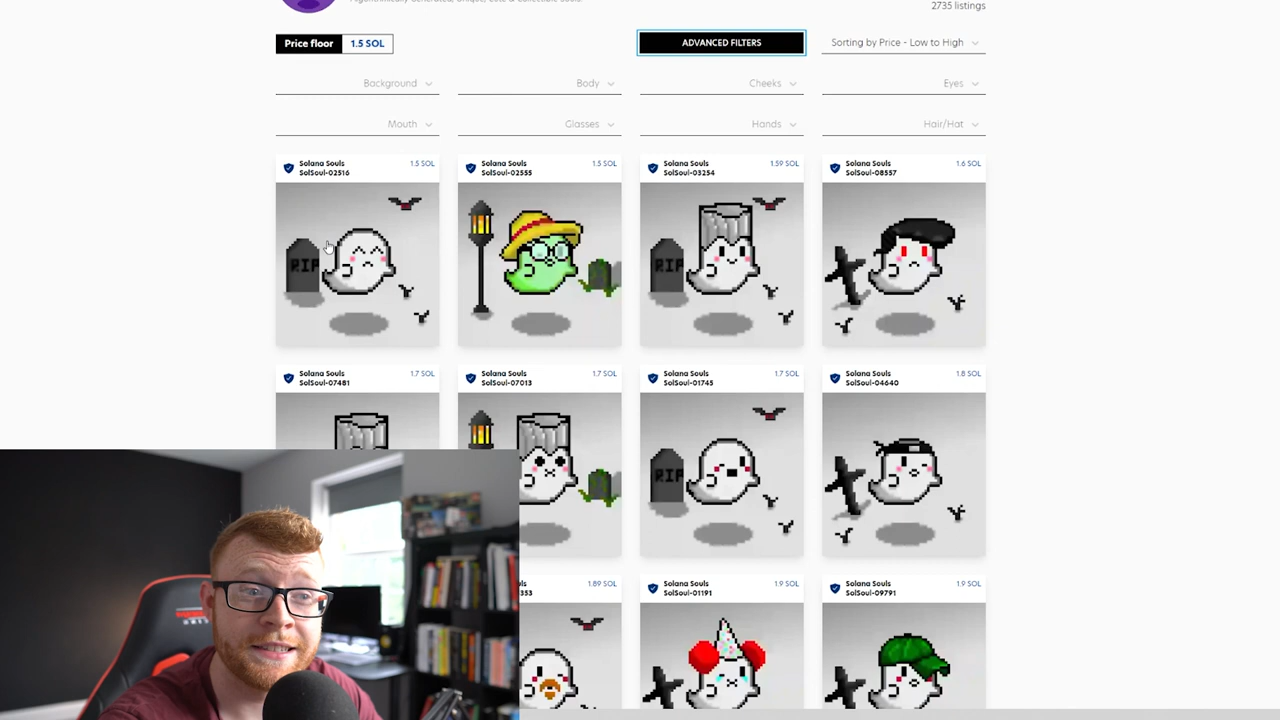 2735 listings
Price floor 1.5 SOL
ADVANCED FILTERS
Sorting by Price - Low to High
Background
Body
Cheeks
Eyes
Mouth
Glasses
Hands
Hair/Hat
Solana Souls 1.5 SOL
SolSoul-02516
Solana Souls 1.5 SOL
SolSoul-02555
Solana Souls 1.59 SOL
SolSoul-03254
Solana Souls 1.6 SOL
SolSoul-08557
RIP
RIP
Solana Souls 1.7 SOL
SolSoul-07481
Solana Souls 1.7 SOL
SolSoul-07013
Solana Souls 1.7 SOL
SolSoul-01745
Solana Souls 1.8 SOL
SolSoul-04640
RIP
1.89 SOL
353
Solana Souls 1.9 SOL
SolSoul-01191
Solana Souls 1.9 SOL
SolSoul-09791